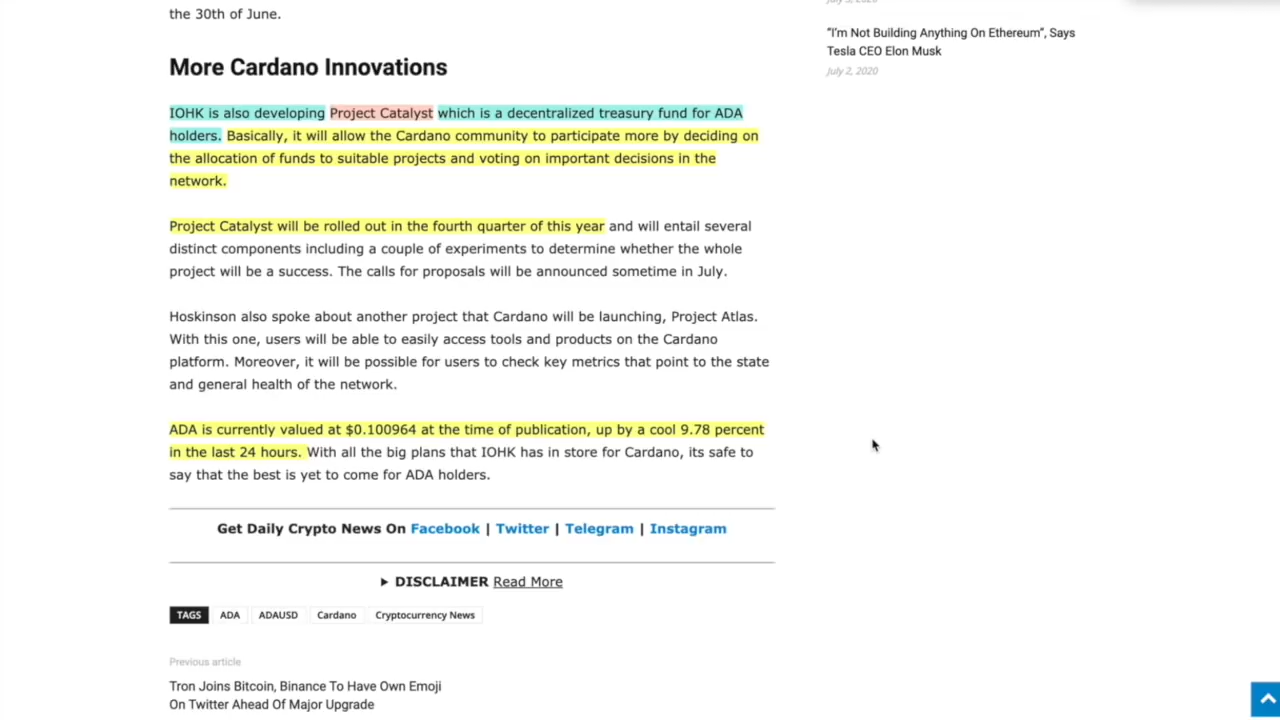 the 30th of June.
More Cardano Innovations
IOHK is also developing Project Catalyst which is a decentralized treasury fund for ADA
holders. Basically, it will allow the Cardano community to participate more by deciding on
the allocation of funds to suitable projects and voting on important decisions in the
network.
Project Catalyst will be rolled out in the fourth quarter of this year and will entail several
distinct components including a couple of experiments to determine whether the whole
project will be a success. The calls for proposals will be announced sometime in July.
Hoskinson also spoke about another project that Cardano will be launching, Project Atlas.
With this one, users will be able to easily access tools and products on the Cardano
platform. Moreover, it will be possible for users to check key metrics that point to the state
and general health of the network.
ADA is currently valued at $0.100964 at the time of publication, up by a cool 9.78 percent
in the last 24 hours. With all the big plans that IOHK has in store for Cardano, its safe to
say that the best is yet to come for ADA holders.
Get Daily Crypto News On Facebook | Twitter | Telegram | Instagram
► DISCLAIMER Read More
TAGS ADA ADAUSD Cardano Cryptocurrency News
Previous article
Tron Joins Bitcoin, Binance To Have Own Emoji
On Twitter Ahead Of Major Upgrade
"I'm Not Building Anything On Ethereum", Says
Tesla CEO Elon Musk
July 2, 2020